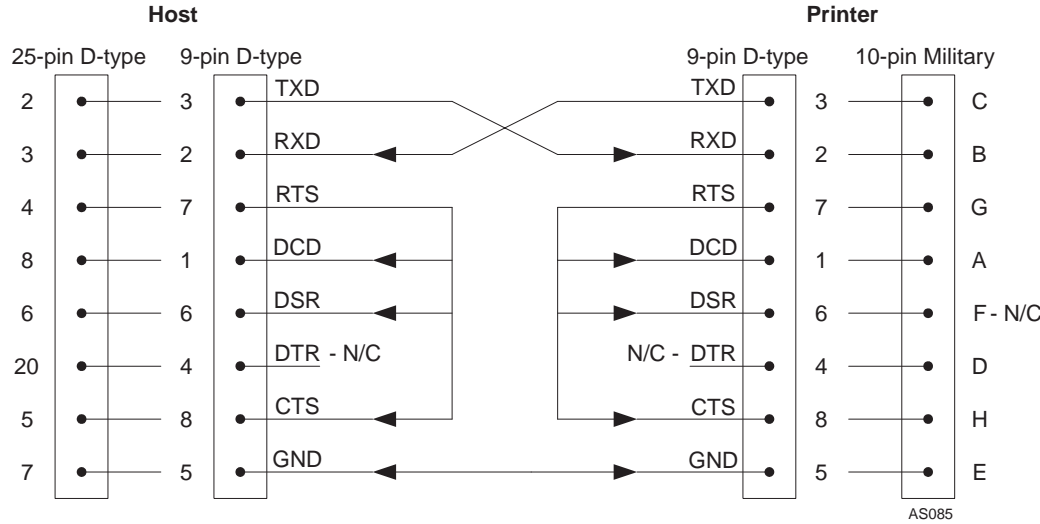 Host Printer
25-pin D-type 9-pin D-type 9-pin D-type 10-pin Military
2 3 TXD TXD 3 C
3 2 RXD RXD 2 B
4 7 RTS RTS 7 G
8 1 DCD DCD 1 A
6 6 DSR DSR 6 F - N/C
20 4 DTR - N/C N/C - DTR 4 D
5 8 CTS CTS 8 H
7 5 GND GND 5 E
AS085